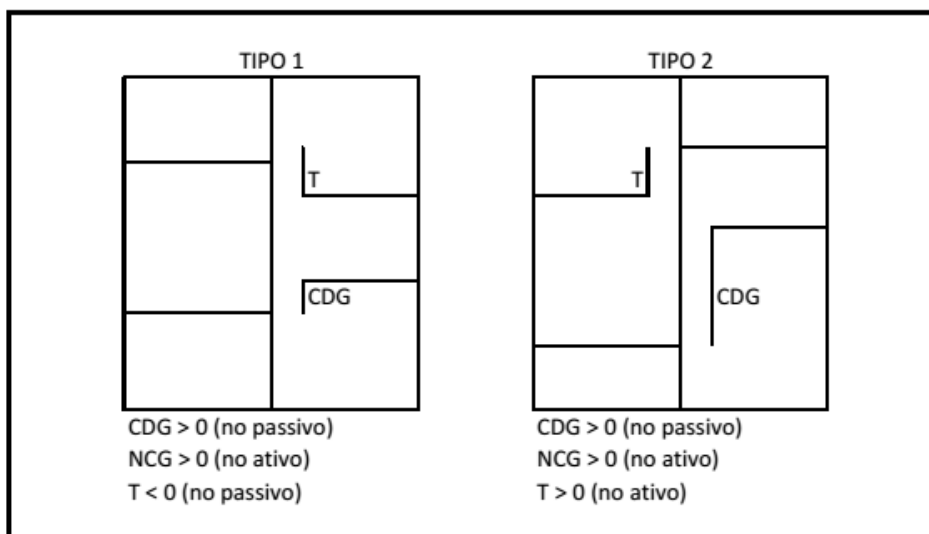 TIPO 1
T
CDG
CDG > 0 (no passivo)
NCG > 0 (no ativo)
T < 0 (no passivo)
TIPO 2
T
CDG
CDG > 0 (no passivo)
NCG > 0 (no ativo)
T > 0 (no ativo)